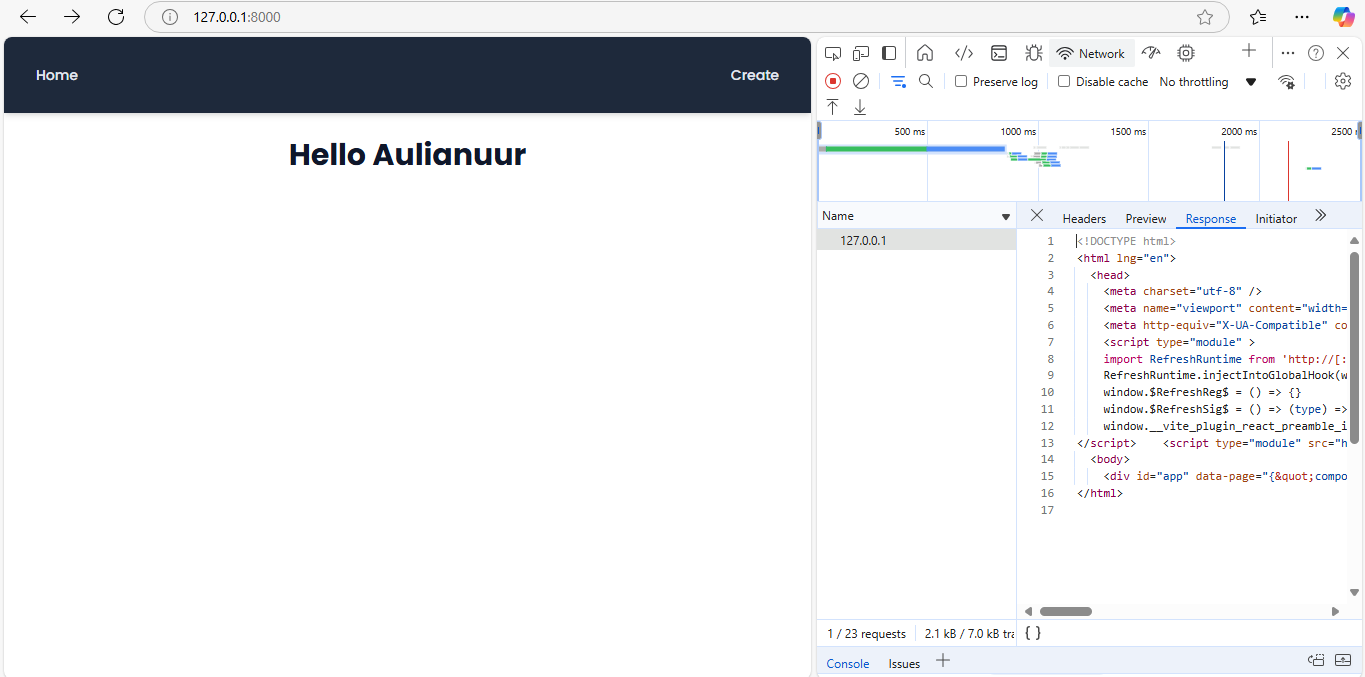 127.0.0.1:8000
Home
Create
Hello Aulianuur
Network
Preserve log
Disable cache
No throttling
500 ms
1000 ms
1500 ms
2000 ms
2500
Name
Headers
Preview
Response
Initiator
127.0.0.1
1 <!DOCTYPE html>
2 <html lng="en">
3 <head>
4 <meta charset="utf-8" />
5 <meta name="viewport" content="width=
6 <meta http-equiv="X-UA-Compatible" co
7 <script type="module" >
8 import RefreshRuntime from 'http://[:
9 RefreshRuntime.injectIntoGlobalHook(w
10 window.$RefreshReg$ = () => {}
11 window.$RefreshSig$ = () => (type) =>
12 window.__vite_plugin_react_preamble_i
13 </script> <script type="module" src="h
14 <body>
15 <div id="app" data-page="{&quot;compo
16 </html>
17
1 / 23 requests
2.1 kB / 7.0 kB tra
{ }
Console
Issues